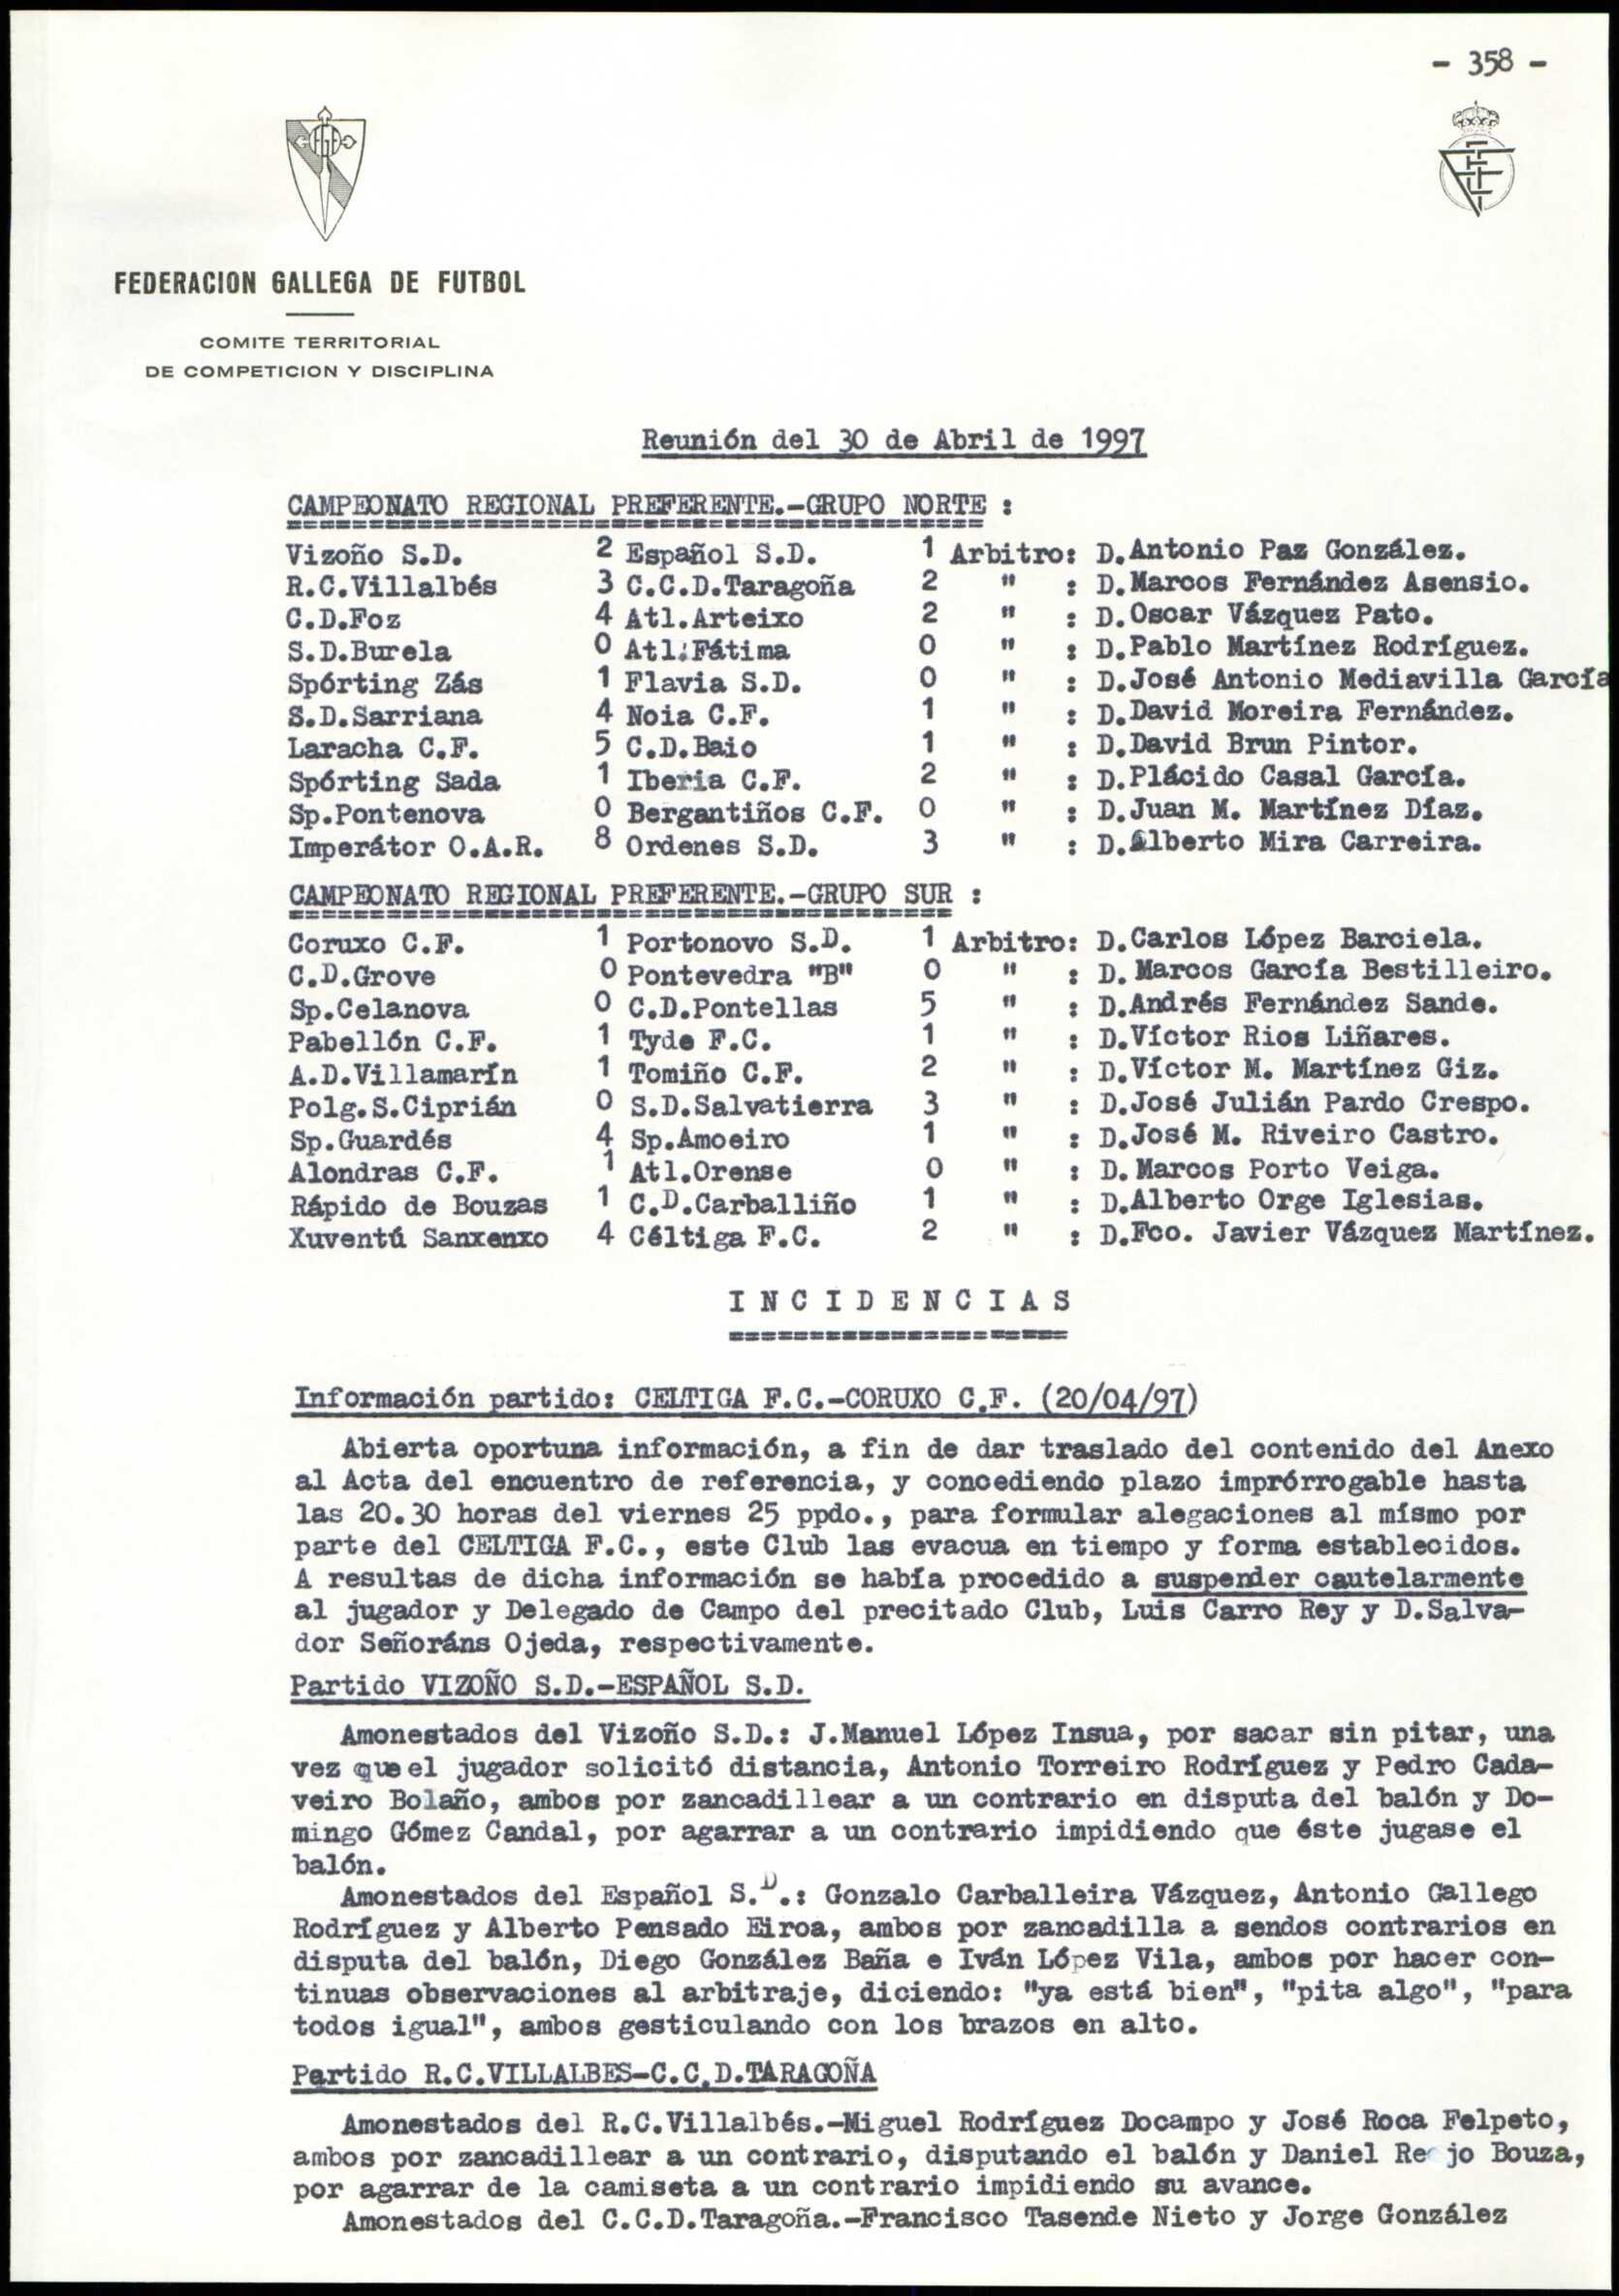 - 358 -
FEDERACION GALLEGA DE FUTBOL
COMITE TERRITORIAL
DE COMPETICION Y DISCIPLINA
Reunión del 30 de Abril de 1997
CAMPEONATO REGIONAL PREFERENTE.-GRUPO NORTE :
Vizoño S.D. 2 Español S.D. 1 Arbitro: D.Antonio Paz González.
R.C.Villalbés 3 C.C.D.Taragoña 2 " : D.Marcos Fernández Asensio.
C.D.Foz 4 Atl.Arteixo 2 " : D.Oscar Vázquez Pato.
S.D.Burela 0 Atl.Fátima 0 " : D.Pablo Martínez Rodríguez.
Spórting Zás 1 Flavia S.D. 0 " : D.José Antonio Mediavilla García
S.D.Sarriana 4 Noia C.F. 1 " : D.David Moreira Fernández.
Laracha C.F. 5 C.D.Baio 1 " : D.David Brun Pintor.
Spórting Sada 1 Iberia C.F. 2 " : D.Plácido Casal García.
Sp.Pontenova 0 Bergantiños C.F. 0 " : D.Juan M. Martínez Díaz.
Imperátor O.A.R. 8 Ordenes S.D. 3 " : D.Alberto Mira Carreira.
CAMPEONATO REGIONAL PREFERENTE.-GRUPO SUR :
Coruxo C.F. 1 Portonovo S.D. 1 Arbitro: D.Carlos López Barciela.
C.D.Grove 0 Pontevedra "B" 0 " : D. Marcos García Bestilleiro.
Sp.Celanova 0 C.D.Pontellas 5 " : D.Andrés Fernández Sande.
Pabellón C.F. 1 Tyde F.C. 1 " : D.Víctor Rios Liñares.
A.D.Villamarín 1 Tomiño C.F. 2 " : D.Víctor M. Martínez Giz.
Polg.S.Ciprián 0 S.D.Salvatierra 3 " : D.José Julián Pardo Crespo.
Sp.Guardés 4 Sp.Amoeiro 1 " : D.José M. Riveiro Castro.
Alondras C.F. 1 Atl.Orense 0 " : D. Marcos Porto Veiga.
Rápido de Bouzas 1 C.D.Carballiño 1 " : D.Alberto Orge Iglesias.
Xuventú Sanxenxo 4 Céltiga F.C. 2 " : D.Fco. Javier Vázquez Martínez.
I N C I D E N C I A S
Información partido: CELTIGA F.C.-CORUXO C.F. (20/04/97)
Abierta oportuna información, a fin de dar traslado del contenido del Anexo
al Acta del encuentro de referencia, y concediendo plazo imprórrogable hasta
las 20.30 horas del viernes 25 ppdo., para formular alegaciones al mísmo por
parte del CELTIGA F.C., este Club las evacua en tiempo y forma establecidos.
A resultas de dicha información se había procedido a suspender cautelarmente
al jugador y Delegado de Campo del precitado Club, Luis Carro Rey y D.Salva-
dor Señoráns Ojeda, respectivamente.
Partido VIZOÑO S.D.-ESPAÑOL S.D.
Amonestados del Vizoño S.D.: J.Manuel López Insua, por sacar sin pitar, una
vez que el jugador solicitó distancia, Antonio Torreiro Rodríguez y Pedro Cada-
veiro Bolaño, ambos por zancadillear a un contrario en disputa del balón y Do-
mingo Gómez Candal, por agarrar a un contrario impidiendo que éste jugase el
balón.
Amonestados del Español S.D.: Gonzalo Carballeira Vázquez, Antonio Gallego
Rodríguez y Alberto Pensado Eiroa, ambos por zancadilla a sendos contrarios en
disputa del balón, Diego González Baña e Iván López Vila, ambos por hacer con-
tinuas observaciones al arbitraje, diciendo: "ya está bien", "pita algo", "para
todos igual", ambos gesticulando con los brazos en alto.
Partido R.C.VILLALBES-C.C.D.TARAGOÑA
Amonestados del R.C.Villalbés.-Miguel Rodríguez Docampo y José Roca Felpeto,
ambos por zancadillear a un contrario, disputando el balón y Daniel Bouza,
por agarrar de la camiseta a un contrario impidiendo su avance.
Amonestados del C.C.D.Taragoña.-Francisco Tasende Nieto y Jorge González